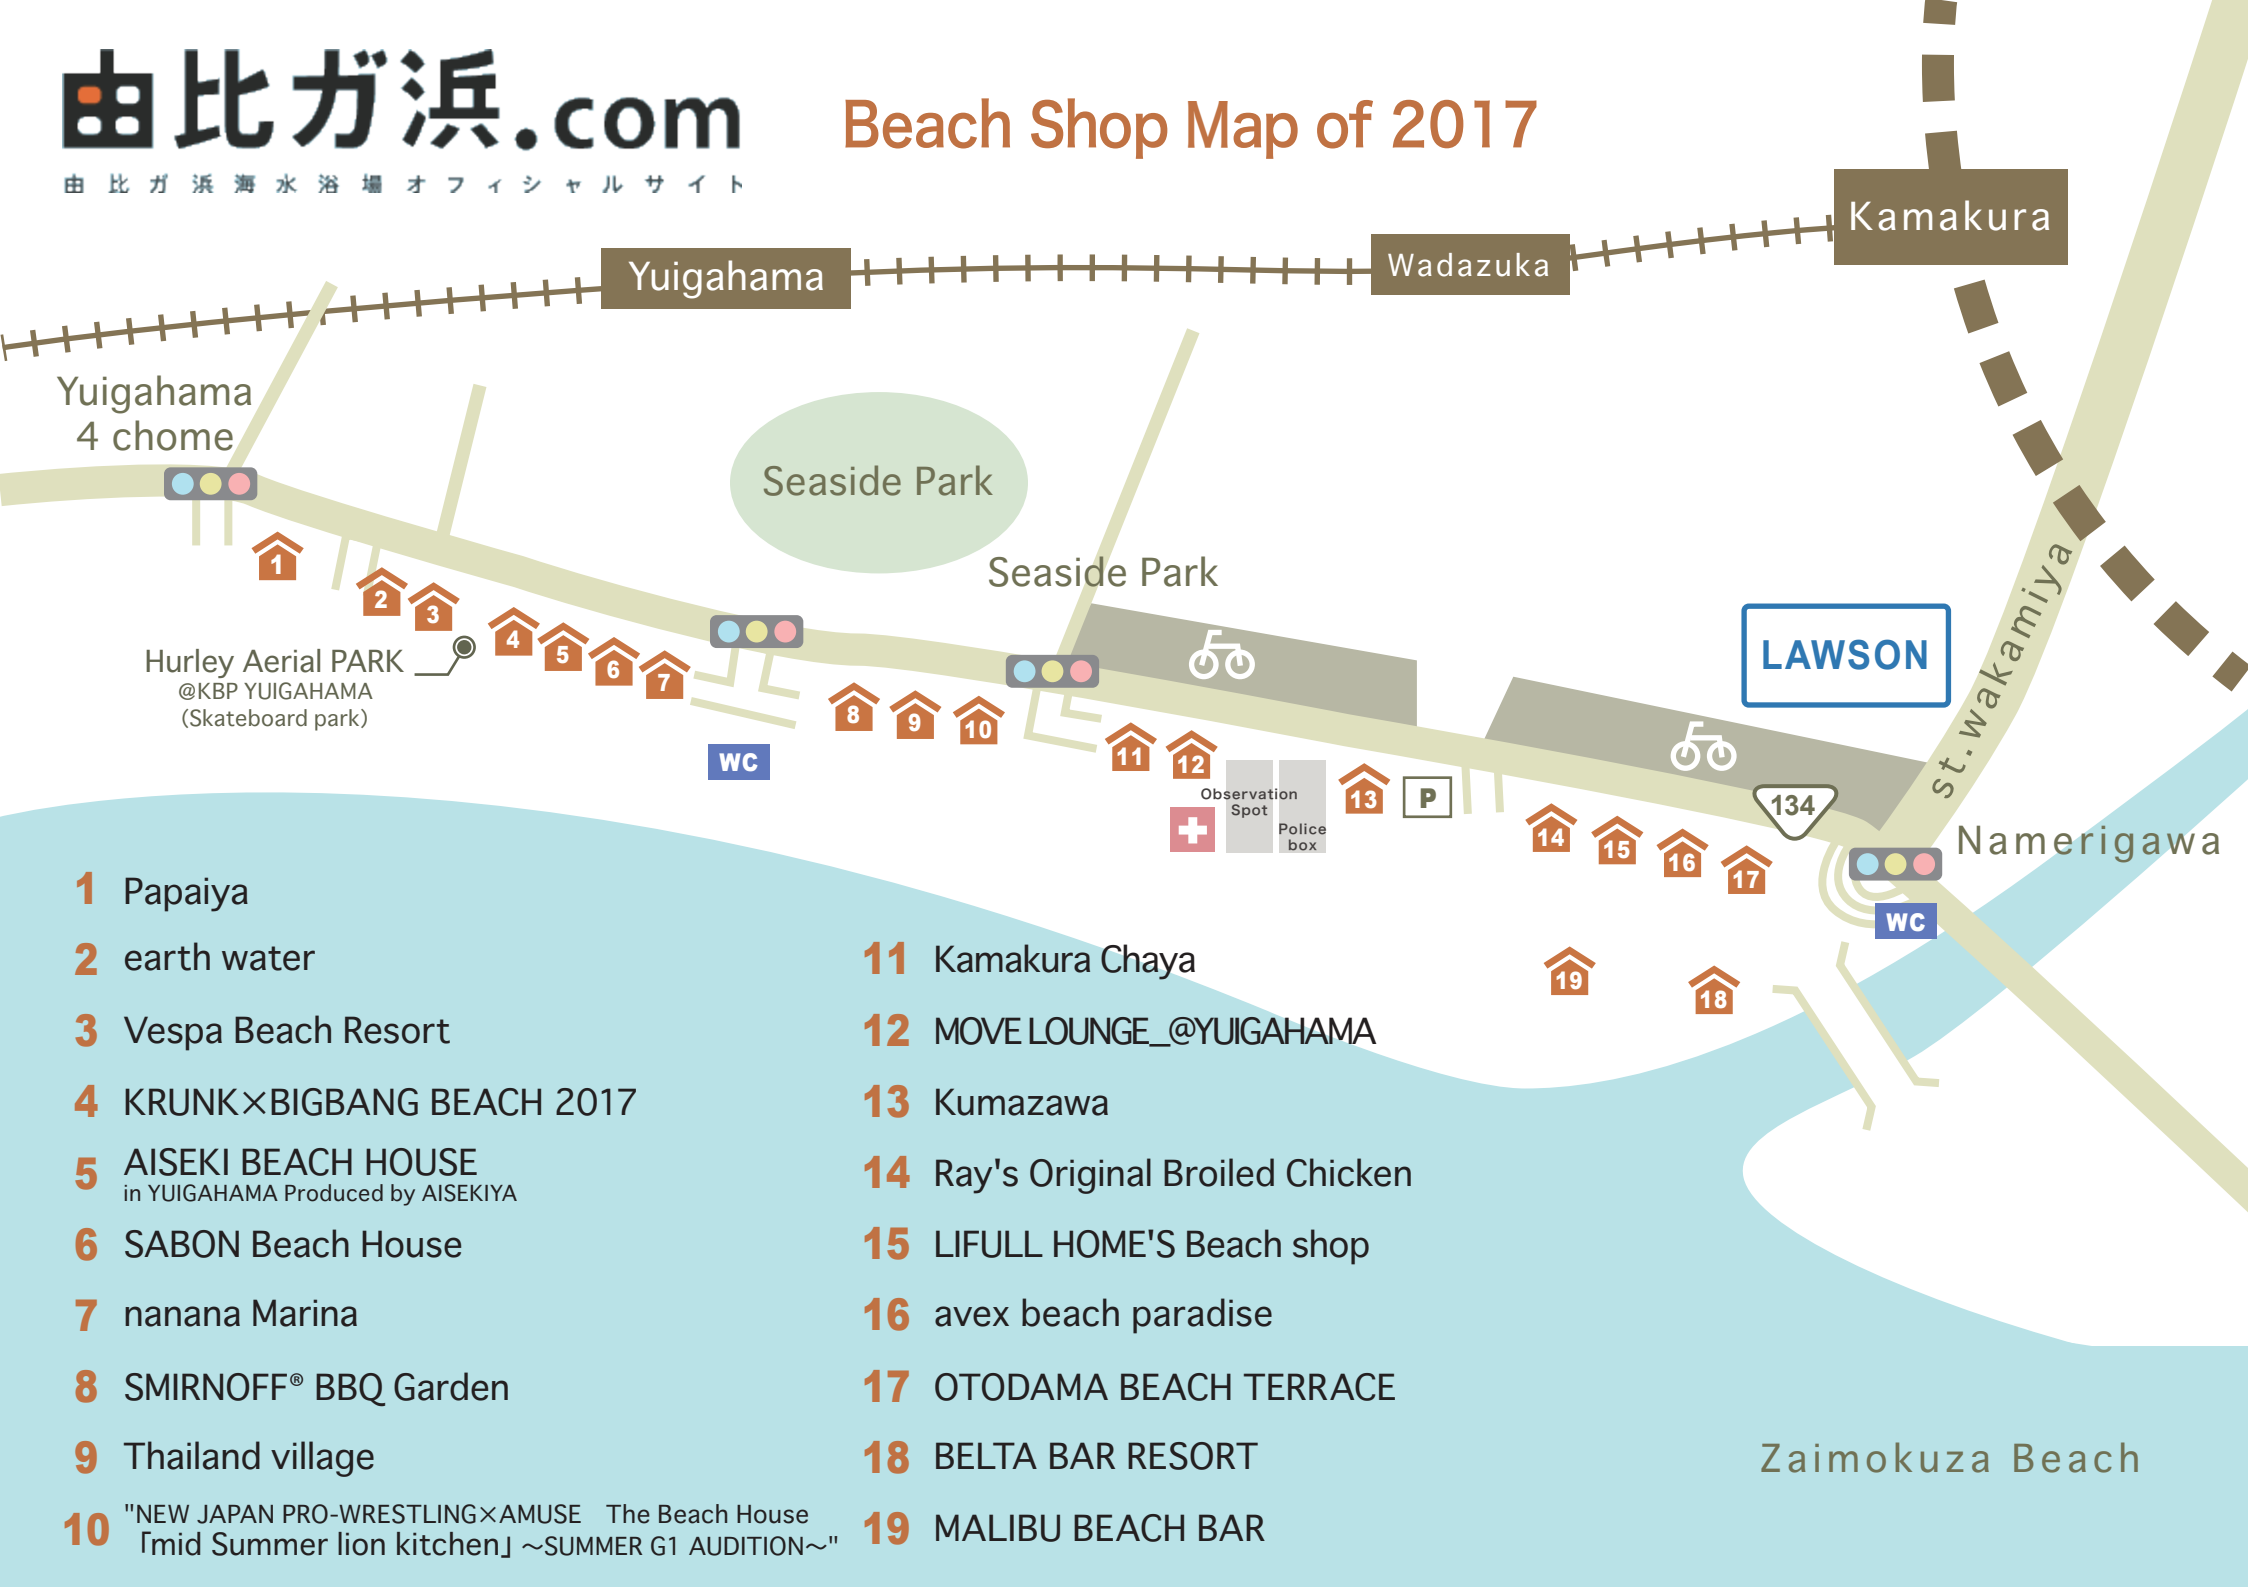 由比ガ浜.com
由比ガ浜海水浴場オフィシャルサイト
Beach Shop Map of 2017
Kamakura
Yuigahama
Wadazuka
Yuigahama
4 chome
Seaside Park
Seaside Park
LAWSON
st.wakamiya
1
2
3
4
5
6
7
Hurley Aerial PARK
@KBP YUIGAHAMA
(Skateboard park)
8
9
10
WC
11
12
Observation
Spot
Police
box
13
P
14
15
16
17
134
Namerigawa
WC
19
18
1 Papaiya
2 earth water
3 Vespa Beach Resort
4 KRUNK×BIGBANG BEACH 2017
5 AISEKI BEACH HOUSE
in YUIGAHAMA Produced by AISEKIYA
6 SABON Beach House
7 nanana Marina
8 SMIRNOFF® BBQ Garden
9 Thailand village
10 "NEW JAPAN PRO-WRESTLING×AMUSE The Beach House
「mid Summer lion kitchen」～SUMMER G1 AUDITION～"
11 Kamakura Chaya
12 MOVE LOUNGE_@YUIGAHAMA
13 Kumazawa
14 Ray's Original Broiled Chicken
15 LIFULL HOME'S Beach shop
16 avex beach paradise
17 OTODAMA BEACH TERRACE
18 BELTA BAR RESORT
19 MALIBU BEACH BAR
Zaimokuza Beach